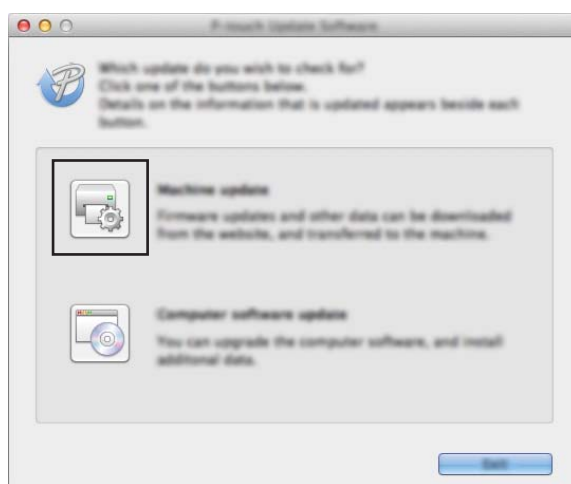 P-touch Update Software
Which update do you wish to check for?
Click one of the buttons below.
Details on the information that is updated appears beside each
button.
Machine update
Firmware updates and other data can be downloaded
from the website, and transferred to the machine.
Computer software update
You can upgrade the computer software, and install
additonal data.
Exit